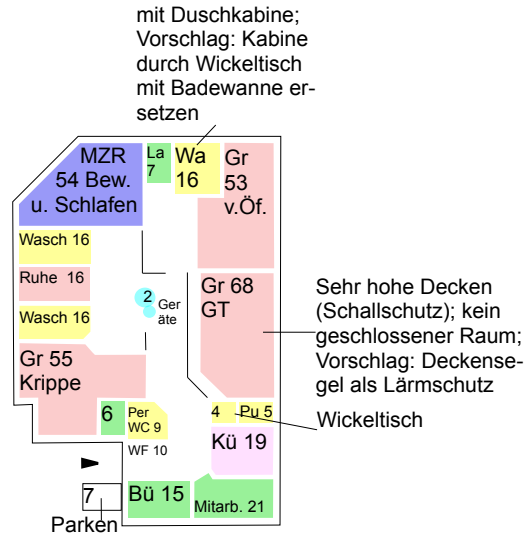 mit Duschkabine;
Vorschlag: Kabine
durch Wickeltisch
mit Badewanne er-
setzen
MZR
54 Bew.
u. Schlafen
La
7
Wa
16
Gr
53
v.Öf.
Wasch 16
Ruhe 16
Wasch 16
2
Ger
äte
Gr 68
GT
Sehr hohe Decken
(Schallschutz); kein
geschlossener Raum;
Vorschlag: Deckense-
gel als Lärmschutz
Gr 55
Krippe
6
Per
WC 9
WF 10
4
Pu 5
Wickeltisch
Kü 19
7
Parken
Bü 15
Mitarb. 21